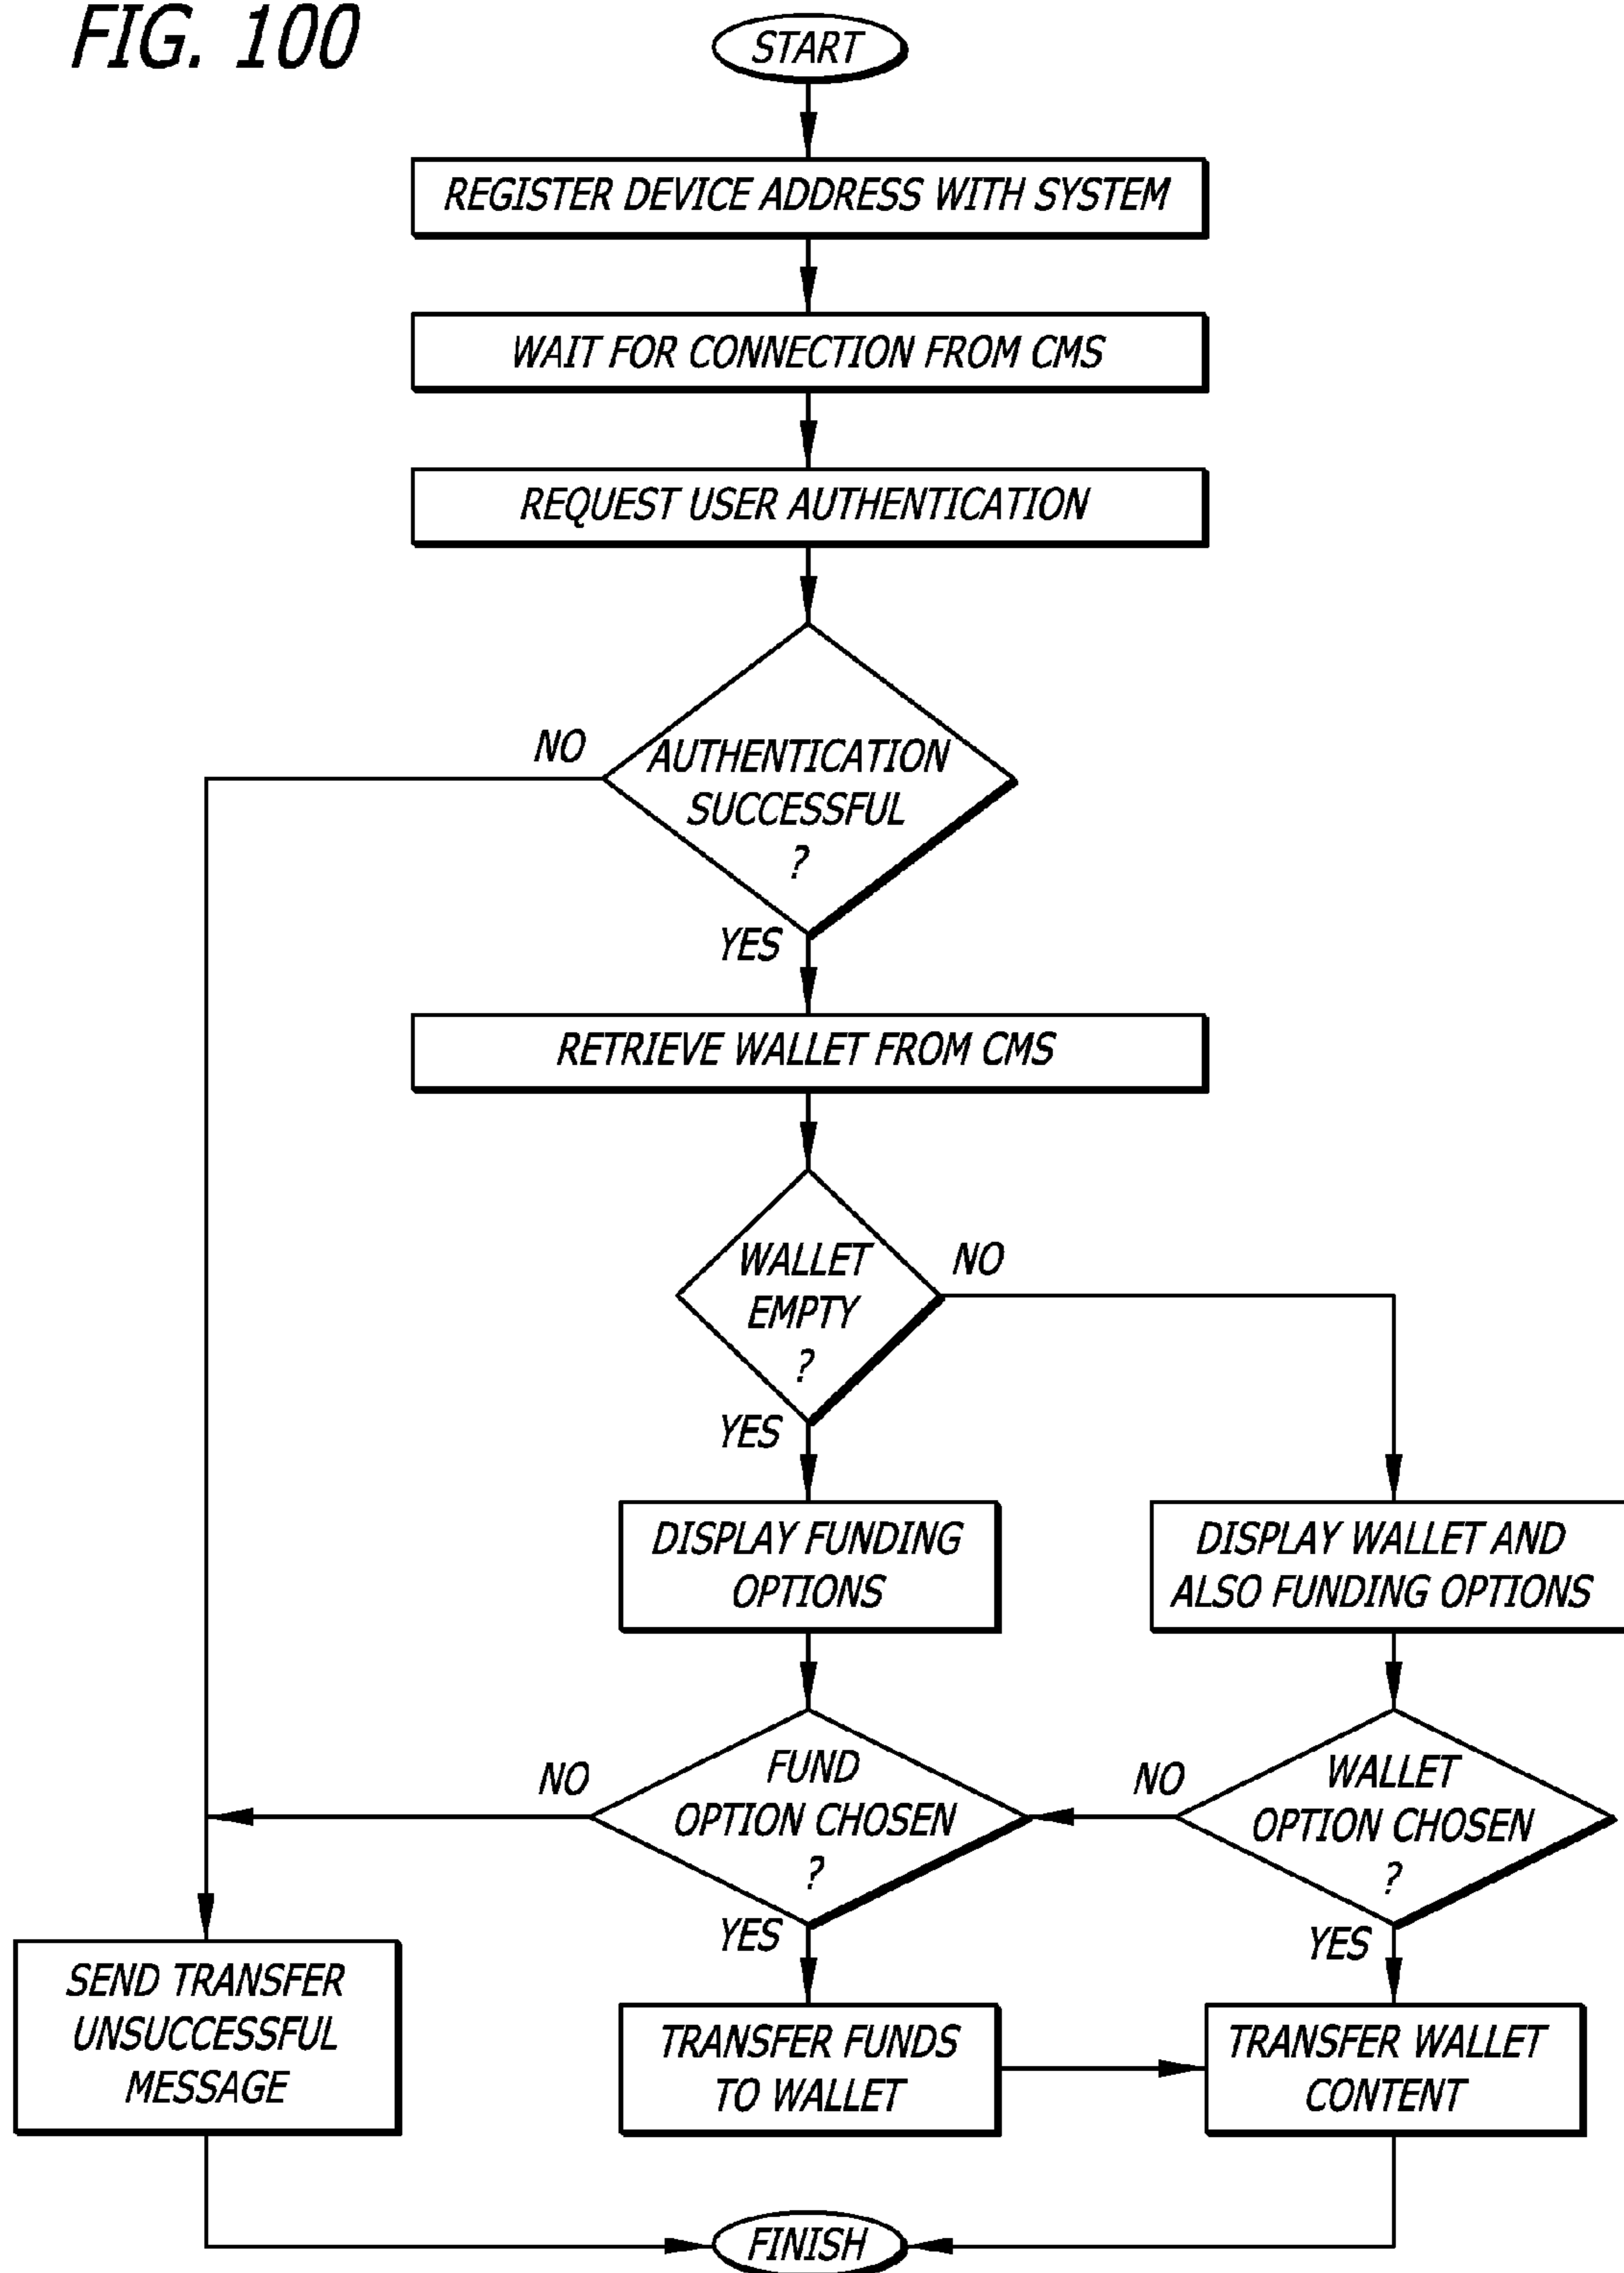 FIG. 100
START
REGISTER DEVICE ADDRESS WITH SYSTEM
WAIT FOR CONNECTION FROM CMS
REQUEST USER AUTHENTICATION
NO
AUTHENTICATION
SUCCESSFUL
?
YES
RETRIEVE WALLET FROM CMS
WALLET
EMPTY
?
NO
YES
DISPLAY FUNDING
OPTIONS
DISPLAY WALLET AND
ALSO FUNDING OPTIONS
NO
FUND
OPTION CHOSEN
?
NO
WALLET
OPTION CHOSEN
?
YES
YES
SEND TRANSFER
UNSUCCESSFUL
MESSAGE
TRANSFER FUNDS
TO WALLET
TRANSFER WALLET
CONTENT
FINISH